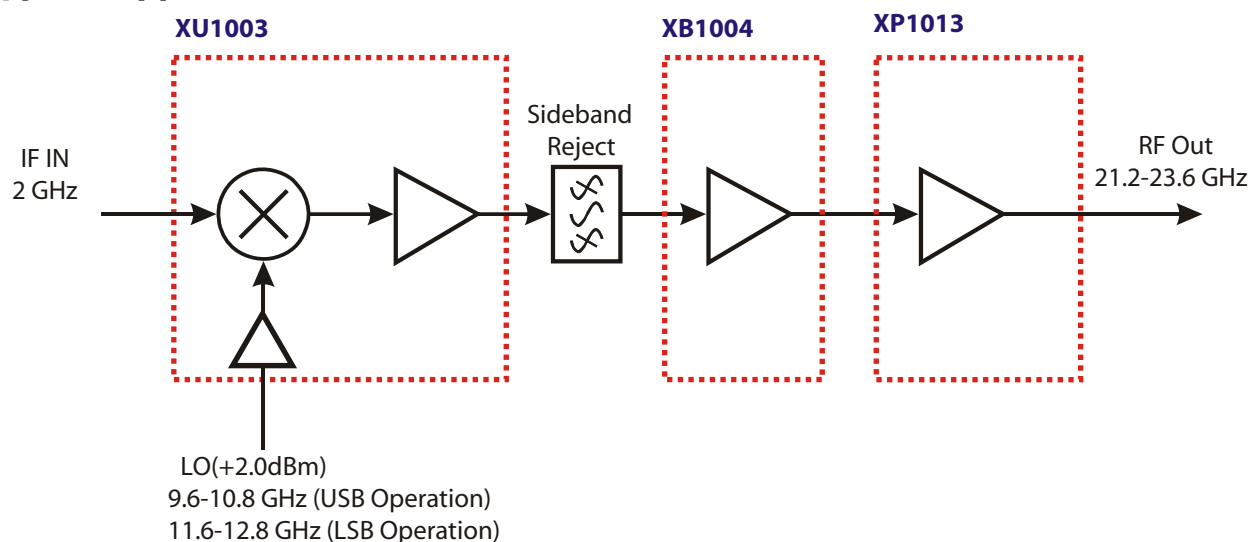 XU1003
XB1004
XP1013
Sideband
Reject
IF IN
2 GHz
RF Out
21.2-23.6 GHz
LO(+2.0dBm)
9.6-10.8 GHz (USB Operation)
11.6-12.8 GHz (LSB Operation)